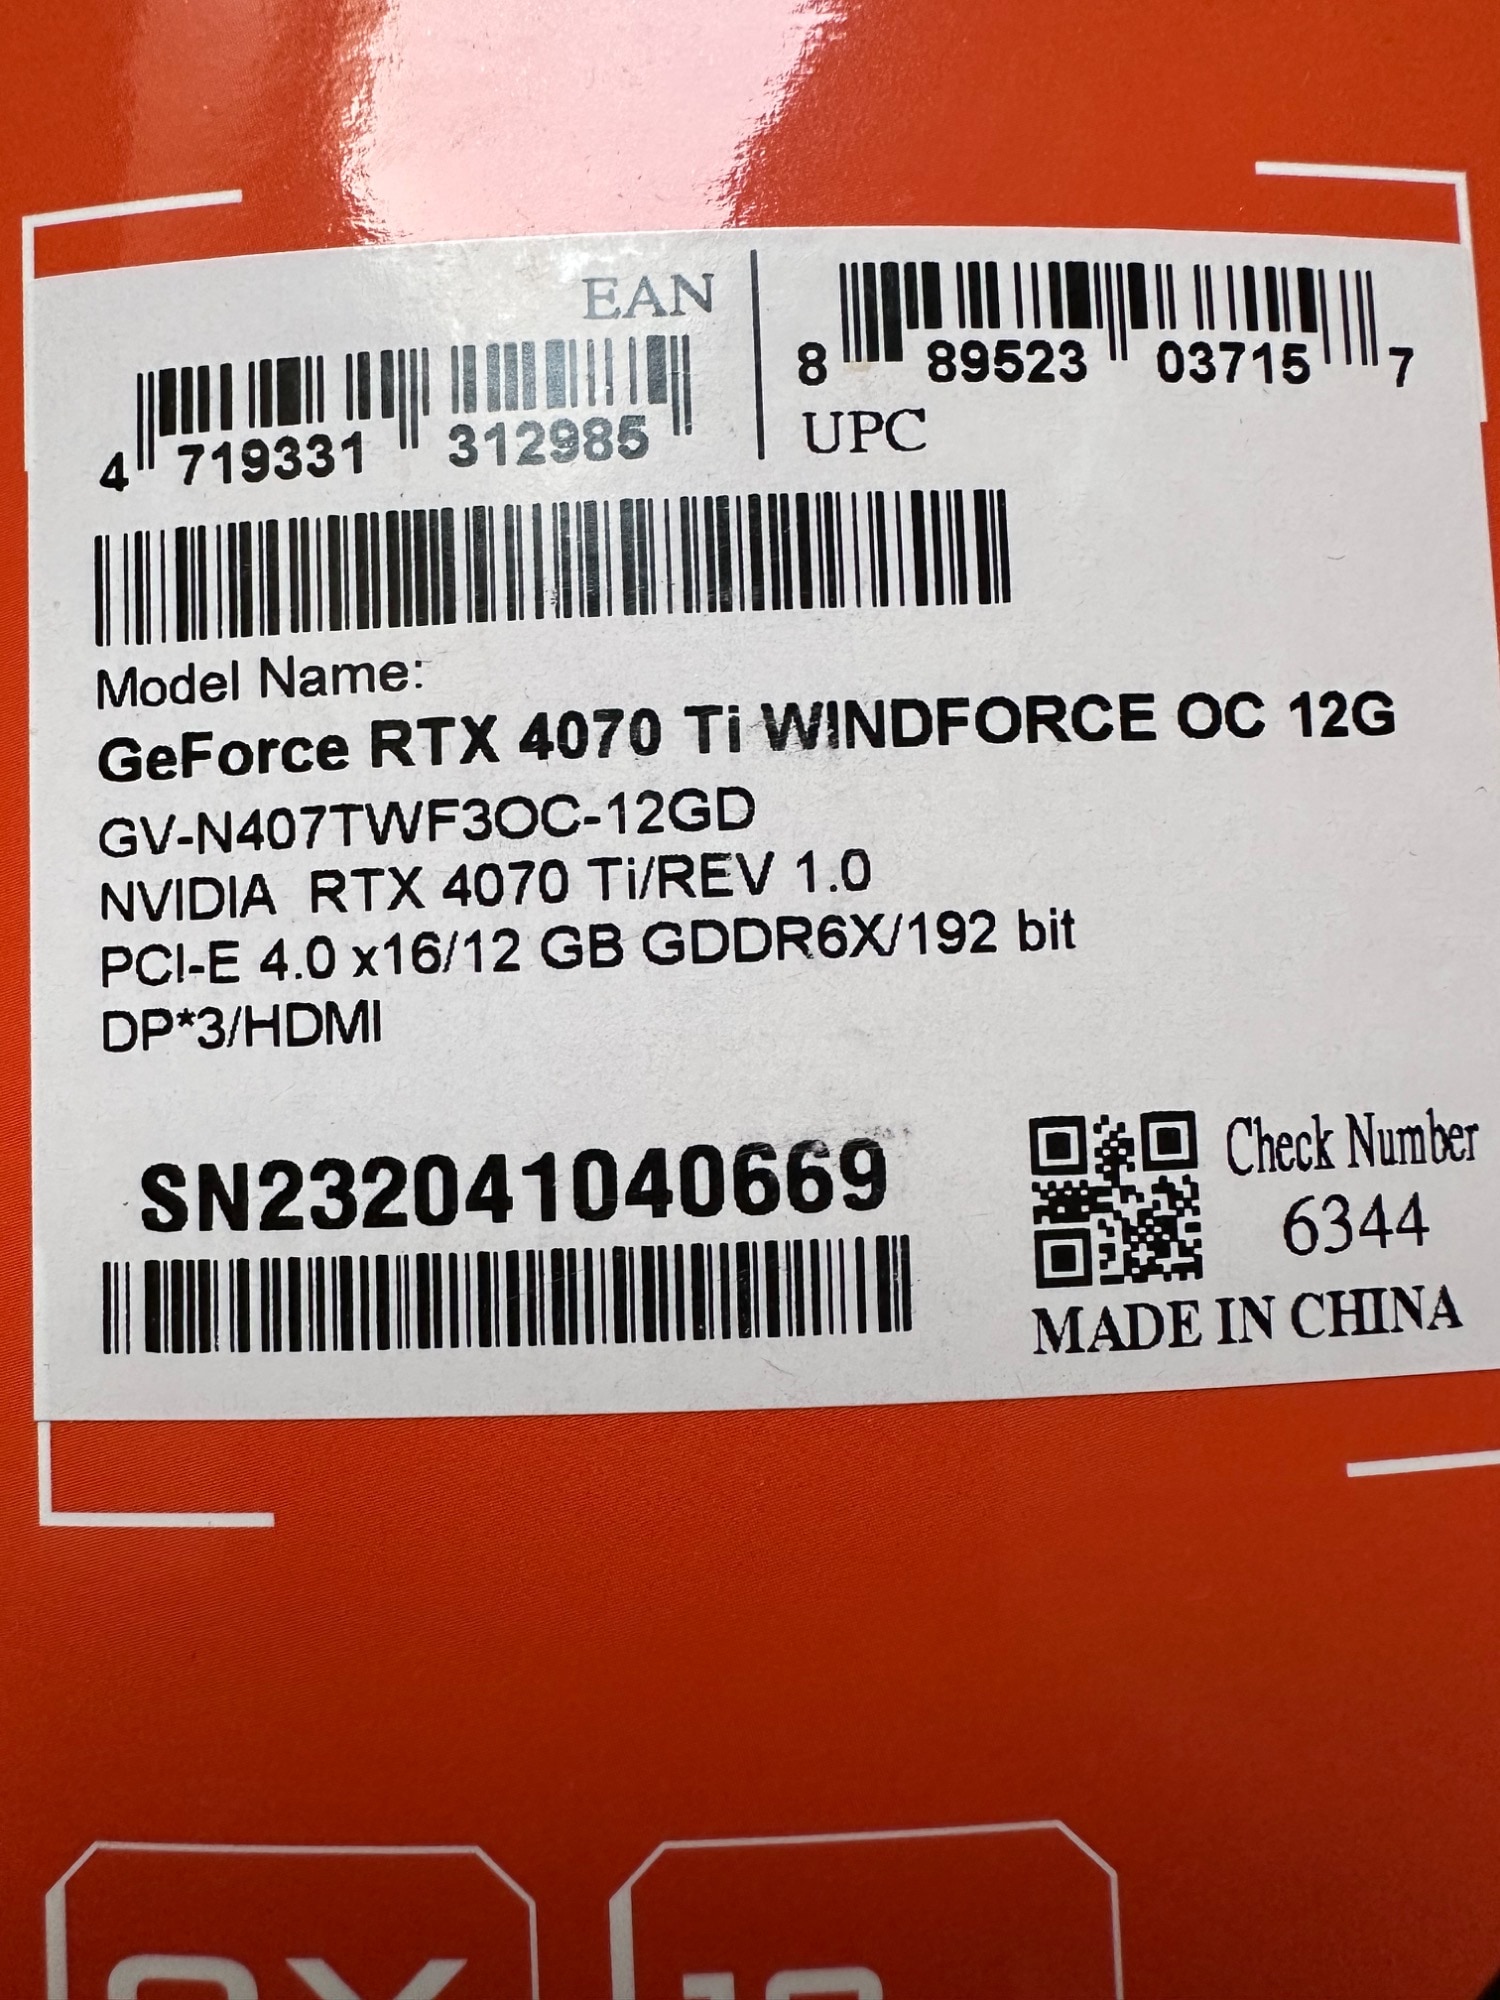 EAN
4 719331 312985
8 89523 03715 7
UPC
Model Name:
GeForce RTX 4070 Ti WINDFORCE OC 12G
GV-N407TWF3OC-12GD
NVIDIA RTX 4070 Ti/REV 1.0
PCI-E 4.0 x16/12 GB GDDR6X/192 bit
DP*3/HDMI
SN232041040669
Check Number
6344
MADE IN CHINA